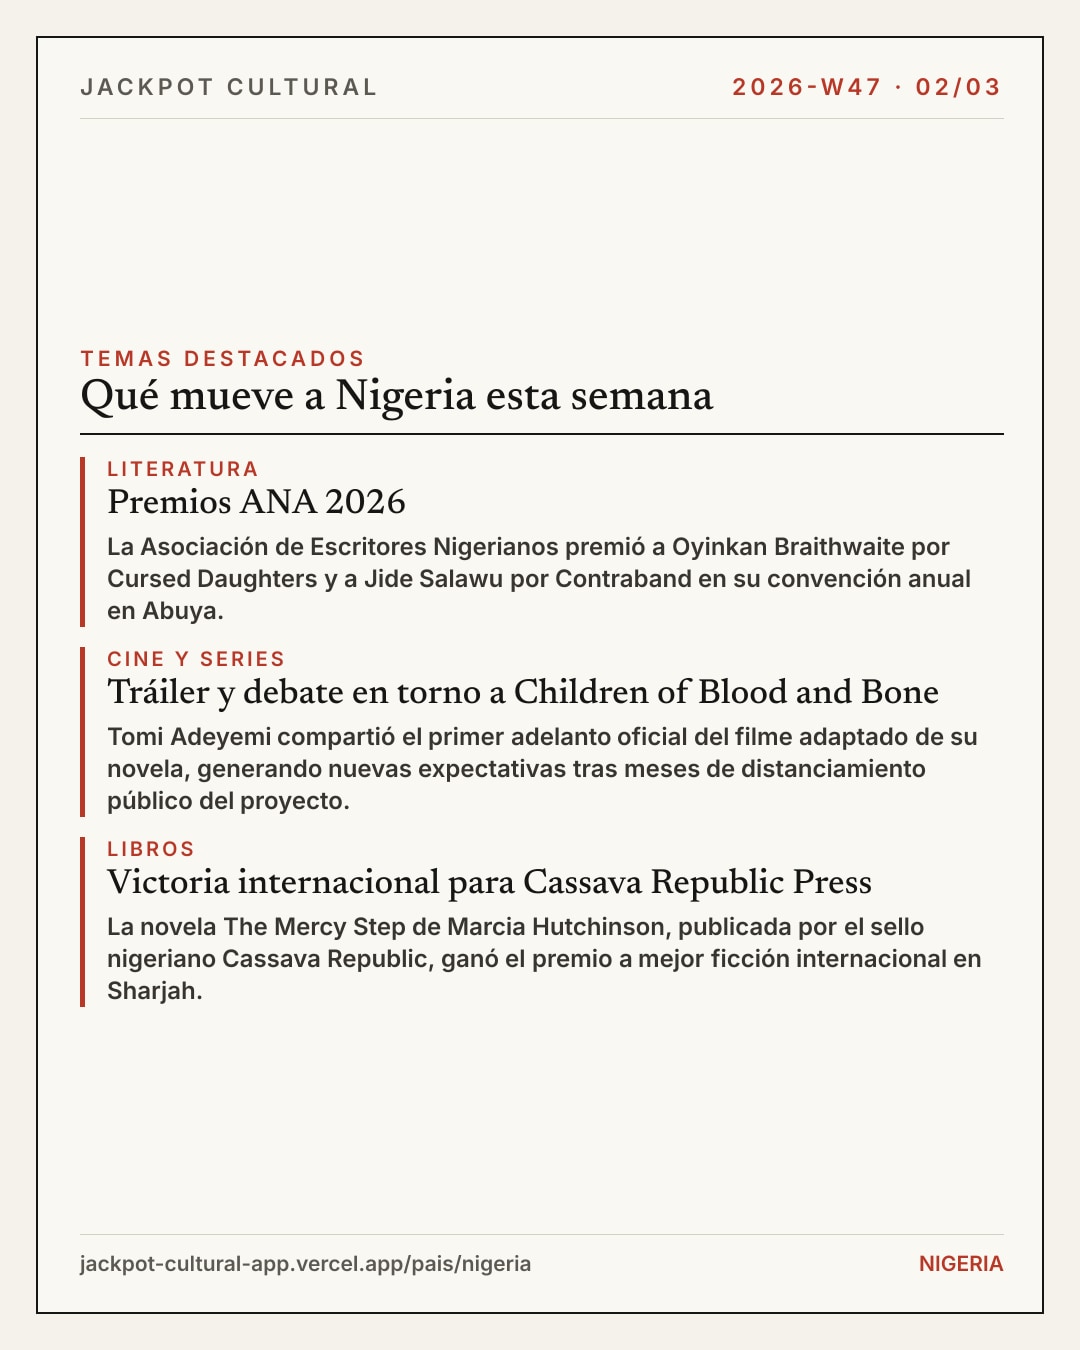 JACKPOT CULTURAL
2026-W47 · 02/03
TEMAS DESTACADOS
Qué mueve a Nigeria esta semana
LITERATURA
Premios ANA 2026
La Asociación de Escritores Nigerianos premió a Oyinkan Braithwaite por
Cursed Daughters y a Jide Salawu por Contraband en su convención anual
en Abuya.
CINE Y SERIES
Tráiler y debate en torno a Children of Blood and Bone
Tomi Adeyemi compartió el primer adelanto oficial del filme adaptado de su
novela, generando nuevas expectativas tras meses de distanciamiento
público del proyecto.
LIBROS
Victoria internacional para Cassava Republic Press
La novela The Mercy Step de Marcia Hutchinson, publicada por el sello
nigeriano Cassava Republic, ganó el premio a mejor ficción internacional en
Sharjah.
jackpot-cultural-app.vercel.app/pais/nigeria
NIGERIA